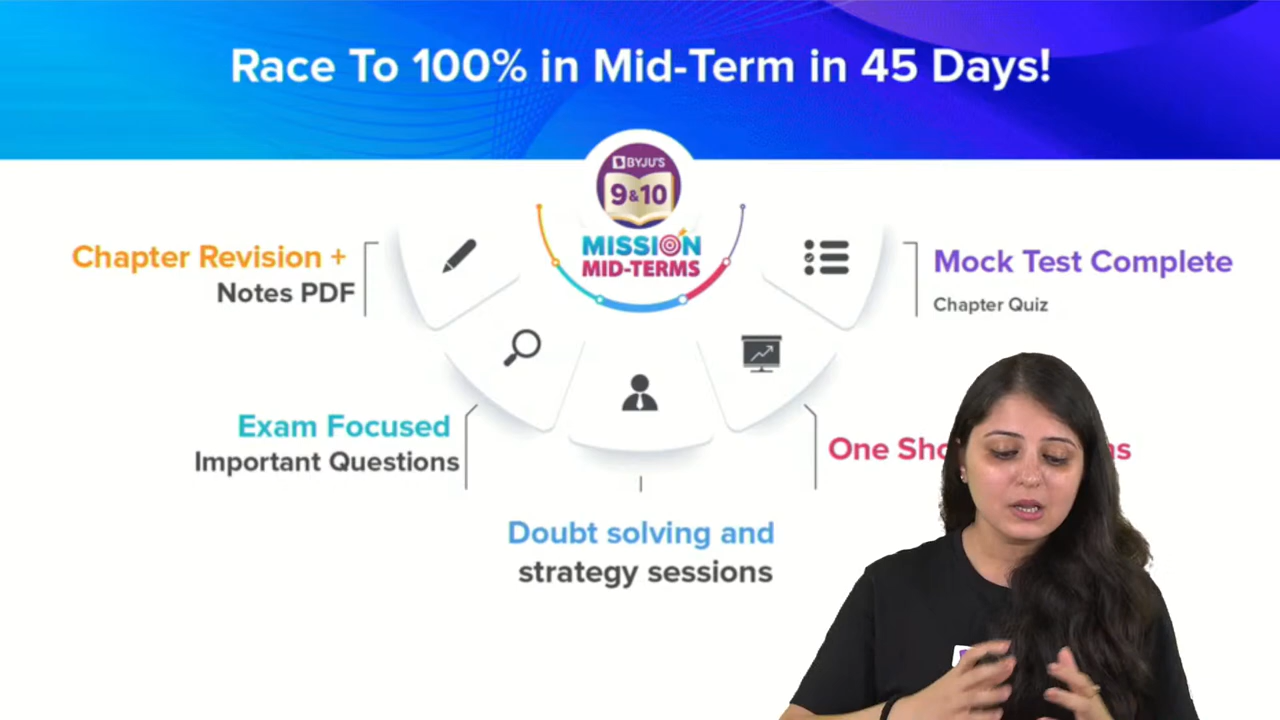 Race To 100% in Mid-Term in 45 Days!
BYJU'S
9&10
MISSION
MID-TERMS
Chapter Revision +
Notes PDF
Mock Test Complete
Chapter Quiz
Exam Focused
Important Questions
One
Doubt solving and
strategy sessions